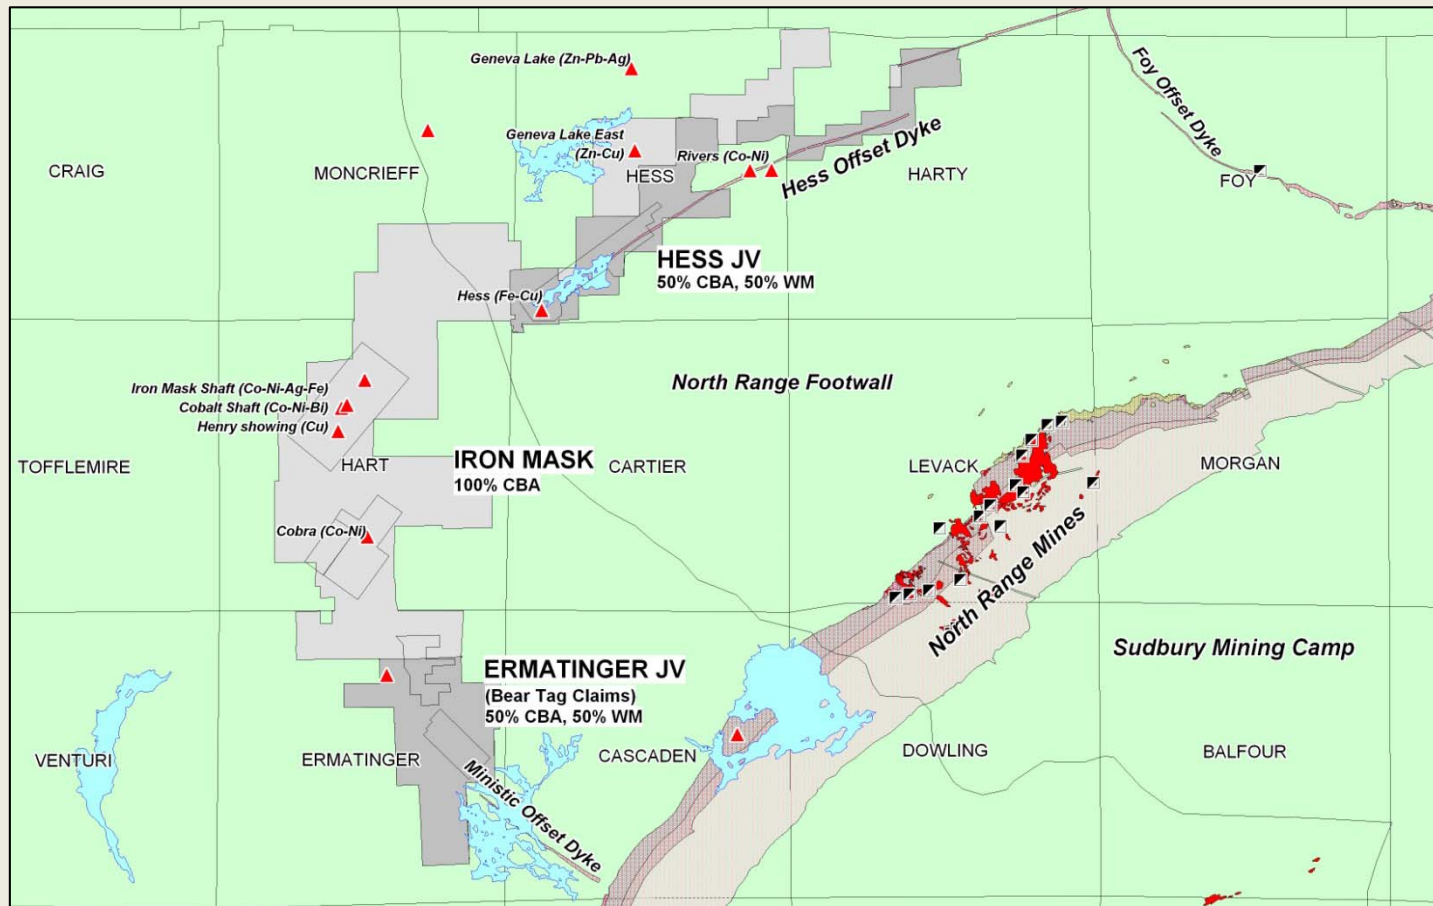 Geneva Lake (Zn-Pb-Ag)
Foy Offset Dyke
Geneva Lake East
(Zn-Cu)
Rivers (Co-Ni)
Hess Offset Dyke
CRAIG
MONCRIEFF
HESS
HARTY
FOY
HESS JV
50% CBA, 50% WM
Hess (Fe-Cu)
Iron Mask Shaft (Co-Ni-Ag-Fe)
Cobalt Shaft (Co-Ni-Bi)
Henry showing (Cu)
North Range Footwall
TOFFLEMIRE
HART
IRON MASK
100% CBA
CARTIER
LEVACK
MORGAN
Cobra (Co-Ni)
North Range Mines
Sudbury Mining Camp
ERMATINGER JV
(Bear Tag Claims)
50% CBA, 50% WM
VENTURI
ERMATINGER
CASCADEN
DOWLING
BALFOUR
Ministic Offset Dyke